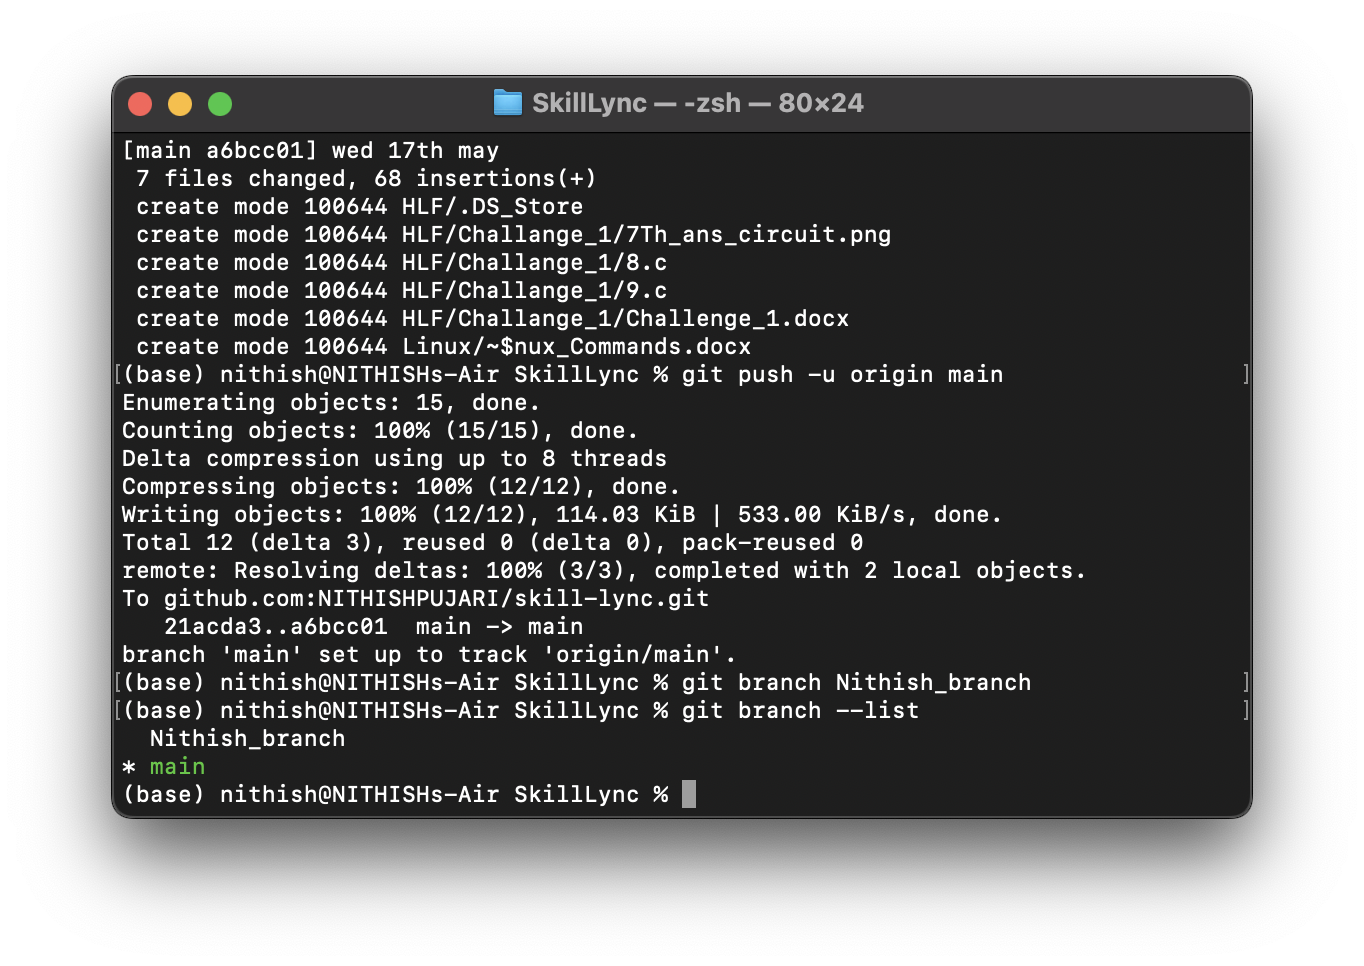 SkillLync — -zsh — 80×24
[main a6bcc01] wed 17th may
 7 files changed, 68 insertions(+)
 create mode 100644 HLF/.DS_Store
 create mode 100644 HLF/Challange_1/7Th_ans_circuit.png
 create mode 100644 HLF/Challange_1/8.c
 create mode 100644 HLF/Challange_1/9.c
 create mode 100644 HLF/Challange_1/Challenge_1.docx
 create mode 100644 Linux/~$nux_Commands.docx
[(base) nithish@NITHISHs-Air SkillLync % git push -u origin main ]
Enumerating objects: 15, done.
Counting objects: 100% (15/15), done.
Delta compression using up to 8 threads
Compressing objects: 100% (12/12), done.
Writing objects: 100% (12/12), 114.03 KiB | 533.00 KiB/s, done.
Total 12 (delta 3), reused 0 (delta 0), pack-reused 0
remote: Resolving deltas: 100% (3/3), completed with 2 local objects.
To github.com:NITHISHPUJARI/skill-lync.git
   21acda3..a6bcc01  main -> main
branch 'main' set up to track 'origin/main'.
[(base) nithish@NITHISHs-Air SkillLync % git branch Nithish_branch ]
[(base) nithish@NITHISHs-Air SkillLync % git branch --list ]
  Nithish_branch
* main
(base) nithish@NITHISHs-Air SkillLync %